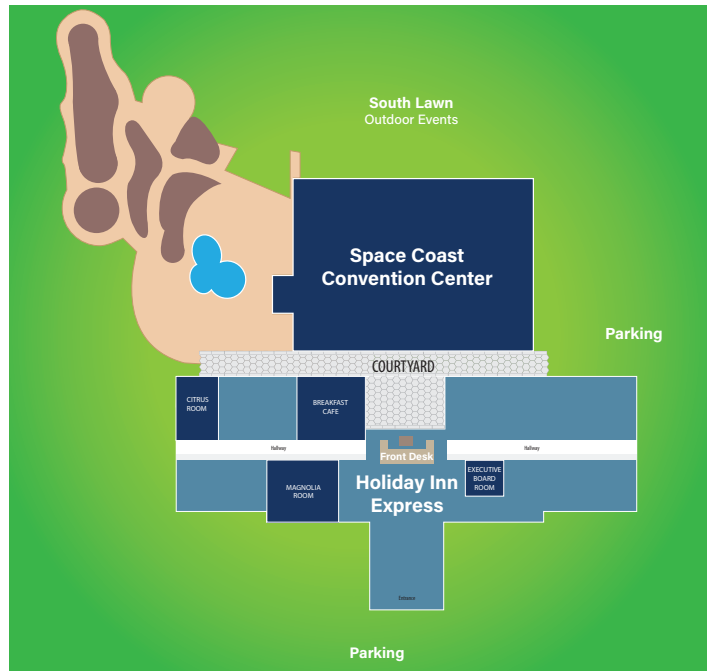 South Lawn
Outdoor Events
Space Coast
Convention Center
Parking
COURTYARD
CITRUS
ROOM
BREAKFAST
CAFE
Hallway
Hallway
Front Desk
MAGNOLIA
ROOM
Holiday Inn
Express
EXECUTIVE
BOARD
ROOM
Entrance
Parking